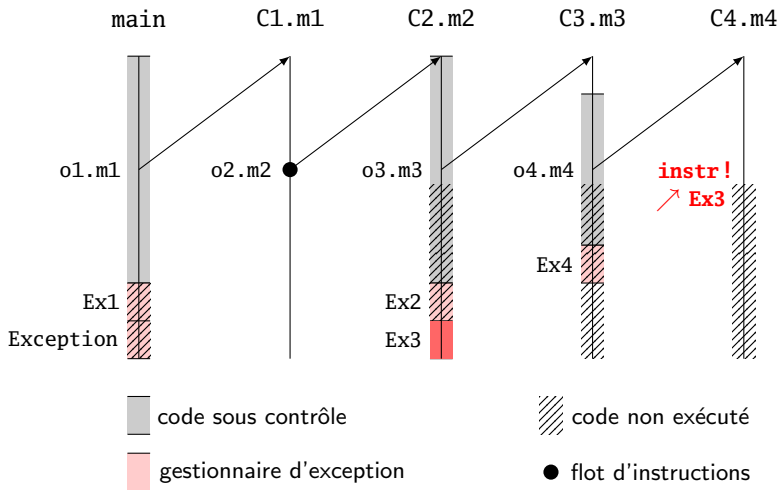 main C1.m1 C2.m2 C3.m3 C4.m4
o1.m1 o2.m2 o3.m3 o4.m4 instr!
↗ Ex3
Ex4
Ex1 Ex2
Exception Ex3
code sous contrôle code non exécuté
gestionnaire d'exception flot d'instructions